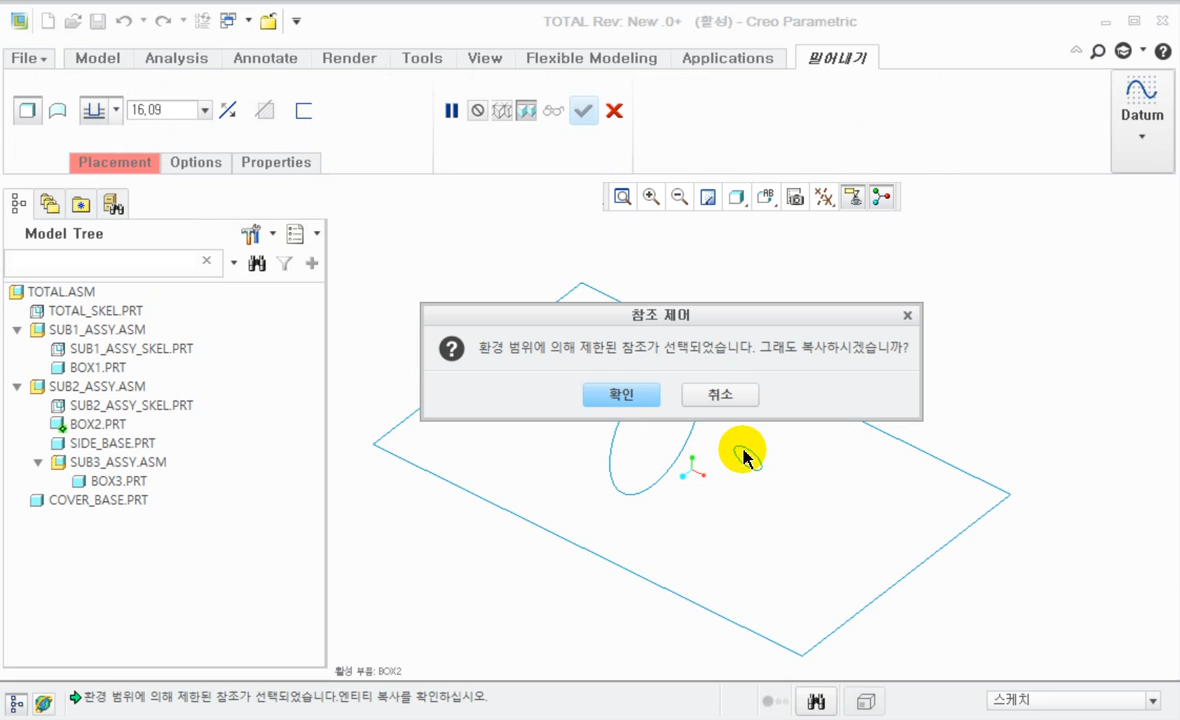 TOTAL Rev: New .0+ (활성) - Creo Parametric
File Model Analysis Annotate Render Tools View Flexible Modeling Applications 밀어내기
16,09
Datum
Placement Options Properties
Model Tree
TOTAL.ASM
TOTAL_SKEL.PRT
SUB1_ASSY.ASM
SUB1_ASSY_SKEL.PRT
BOX1.PRT
SUB2_ASSY.ASM
SUB2_ASSY_SKEL.PRT
BOX2.PRT
SIDE_BASE.PRT
SUB3_ASSY.ASM
BOX3.PRT
COVER_BASE.PRT
참조 제어
환경 범위에 의해 제한된 참조가 선택되었습니다. 그래도 복사하시겠습니까?
확인 취소
활성 부품: BOX2
환경 범위에 의해 제한된 참조가 선택되었습니다.엔티티 복사를 확인하십시오.
스케치